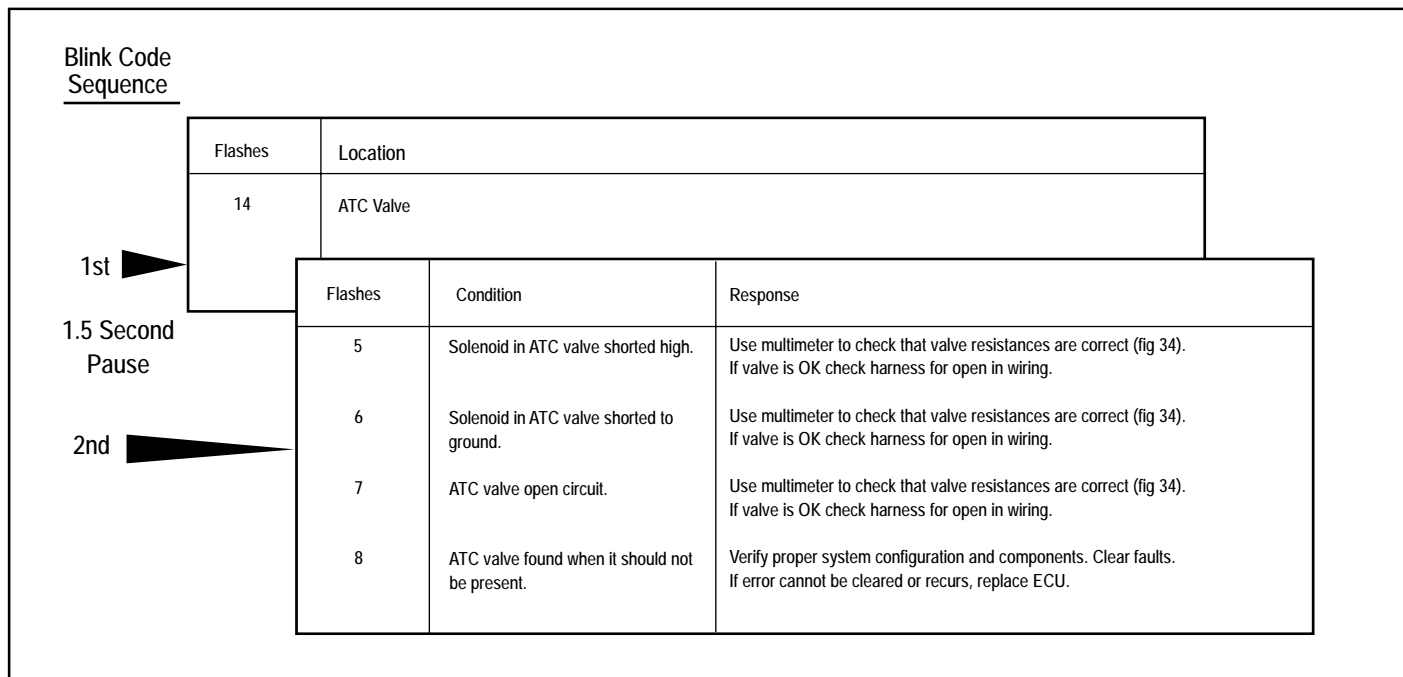 Blink Code
Sequence
Flashes Location
14 ATC Valve
1st
1.5 Second
Pause
2nd
Flashes Condition Response
5 Solenoid in ATC valve shorted high. Use multimeter to check that valve resistances are correct (fig 34).
If valve is OK check harness for open in wiring.
6 Solenoid in ATC valve shorted to Use multimeter to check that valve resistances are correct (fig 34).
ground. If valve is OK check harness for open in wiring.
7 ATC valve open circuit. Use multimeter to check that valve resistances are correct (fig 34).
If valve is OK check harness for open in wiring.
8 ATC valve found when it should not Verify proper system configuration and components. Clear faults.
be present. If error cannot be cleared or recurs, replace ECU.